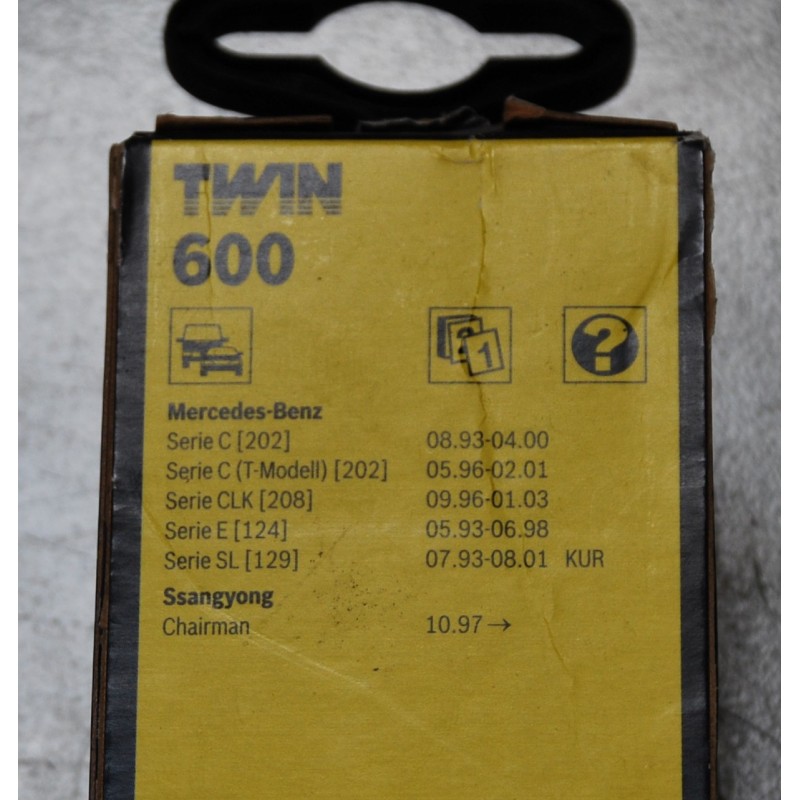 TWIN
600
1
?
Mercedes-Benz
Serie C [202] 08.93-04.00
Serie C (T-Modell) [202] 05.96-02.01
Serie CLK [208] 09.96-01.03
Serie E [124] 05.93-06.98
Serie SL [129] 07.93-08.01 KUR
Ssangyong
Chairman 10.97→